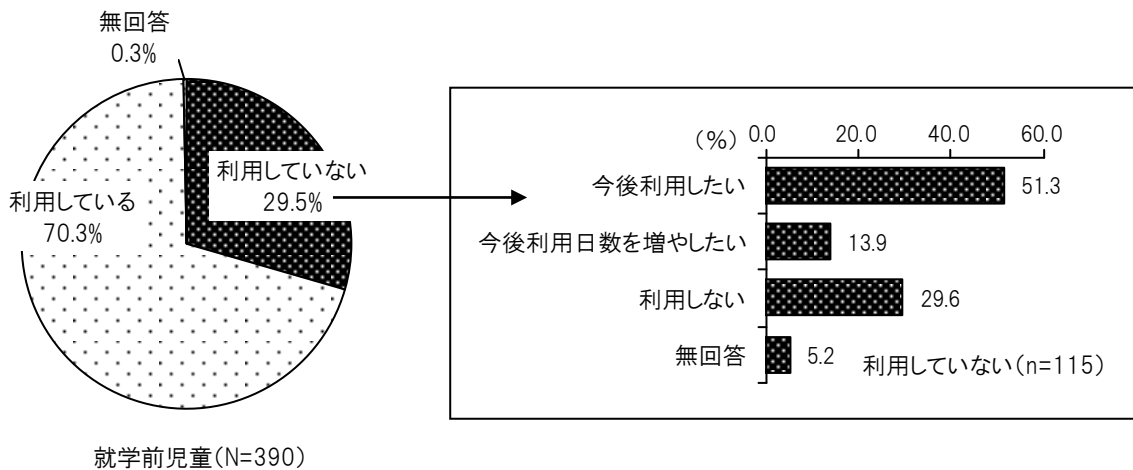 無回答
0.3%
利用していない
29.5%
利用している
70.3%
就学前児童(N=390)
(%)
0.0 20.0 40.0 60.0
今後利用したい 51.3
今後利用日数を増やしたい 13.9
利用しない 29.6
無回答 5.2
利用していない(n=115)